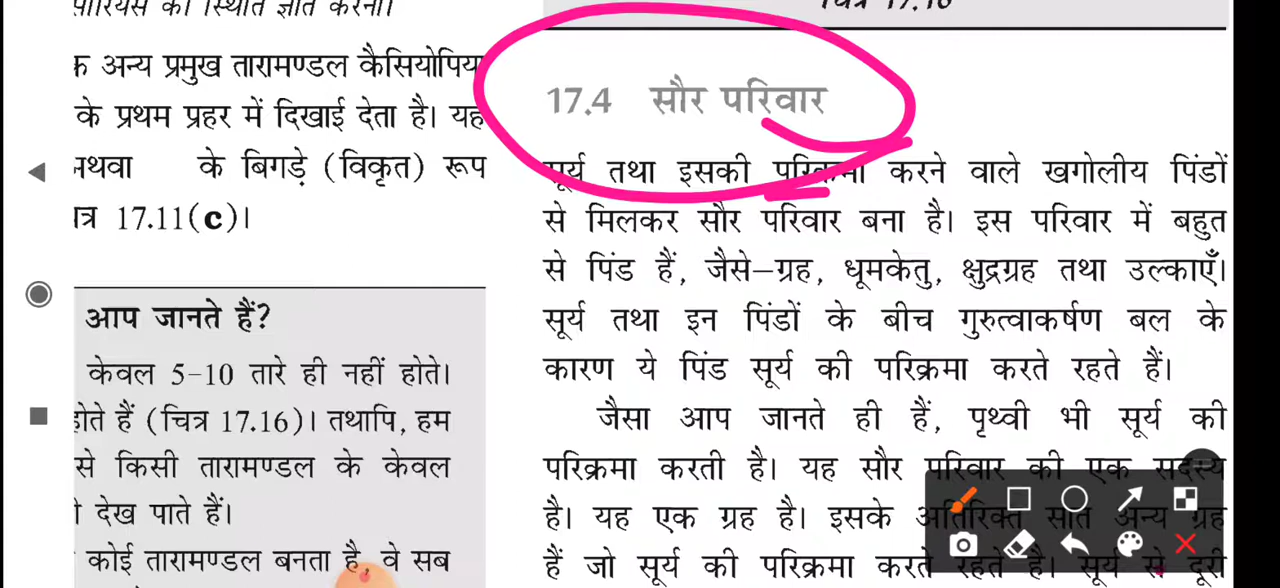 के प्रथम प्रहर में दिखाई देता है। यह
अन्य प्रमुख तारामण्डल कैसियोपिय
के बिगड़े (विकृत) रूप
17.11(c)।
आप जानते हैं?
केवल 5-10 तारे ही नहीं होते।
होते हैं (चित्र 17.16)। तथापि, हम
से किसी तारामण्डल के केवल
देख पाते हैं।
कोई तारामण्डल बनता है, वे सब
17.4 सौर परिवार
सूर्य तथा इसकी परिक्रमा करने वाले खगोलीय पिंडों
से मिलकर सौर परिवार बना है। इस परिवार में बहुत
से पिंड हैं, जैसे–ग्रह, धूमकेतु, क्षुद्रग्रह तथा उल्काएँ।
सूर्य तथा इन पिंडों के बीच गुरुत्वाकर्षण बल के
कारण ये पिंड सूर्य की परिक्रमा करते रहते हैं।
जैसा आप जानते ही हैं, पृथ्वी भी सूर्य की
परिक्रमा करती है। यह सौर परिवार की एक सदस्य
है। यह एक ग्रह है। इसके अतिरिक्त सात अन्य ग्रह
हैं जो सूर्य की परिक्रमा करते रहते हैं। सूर्य से दूरी